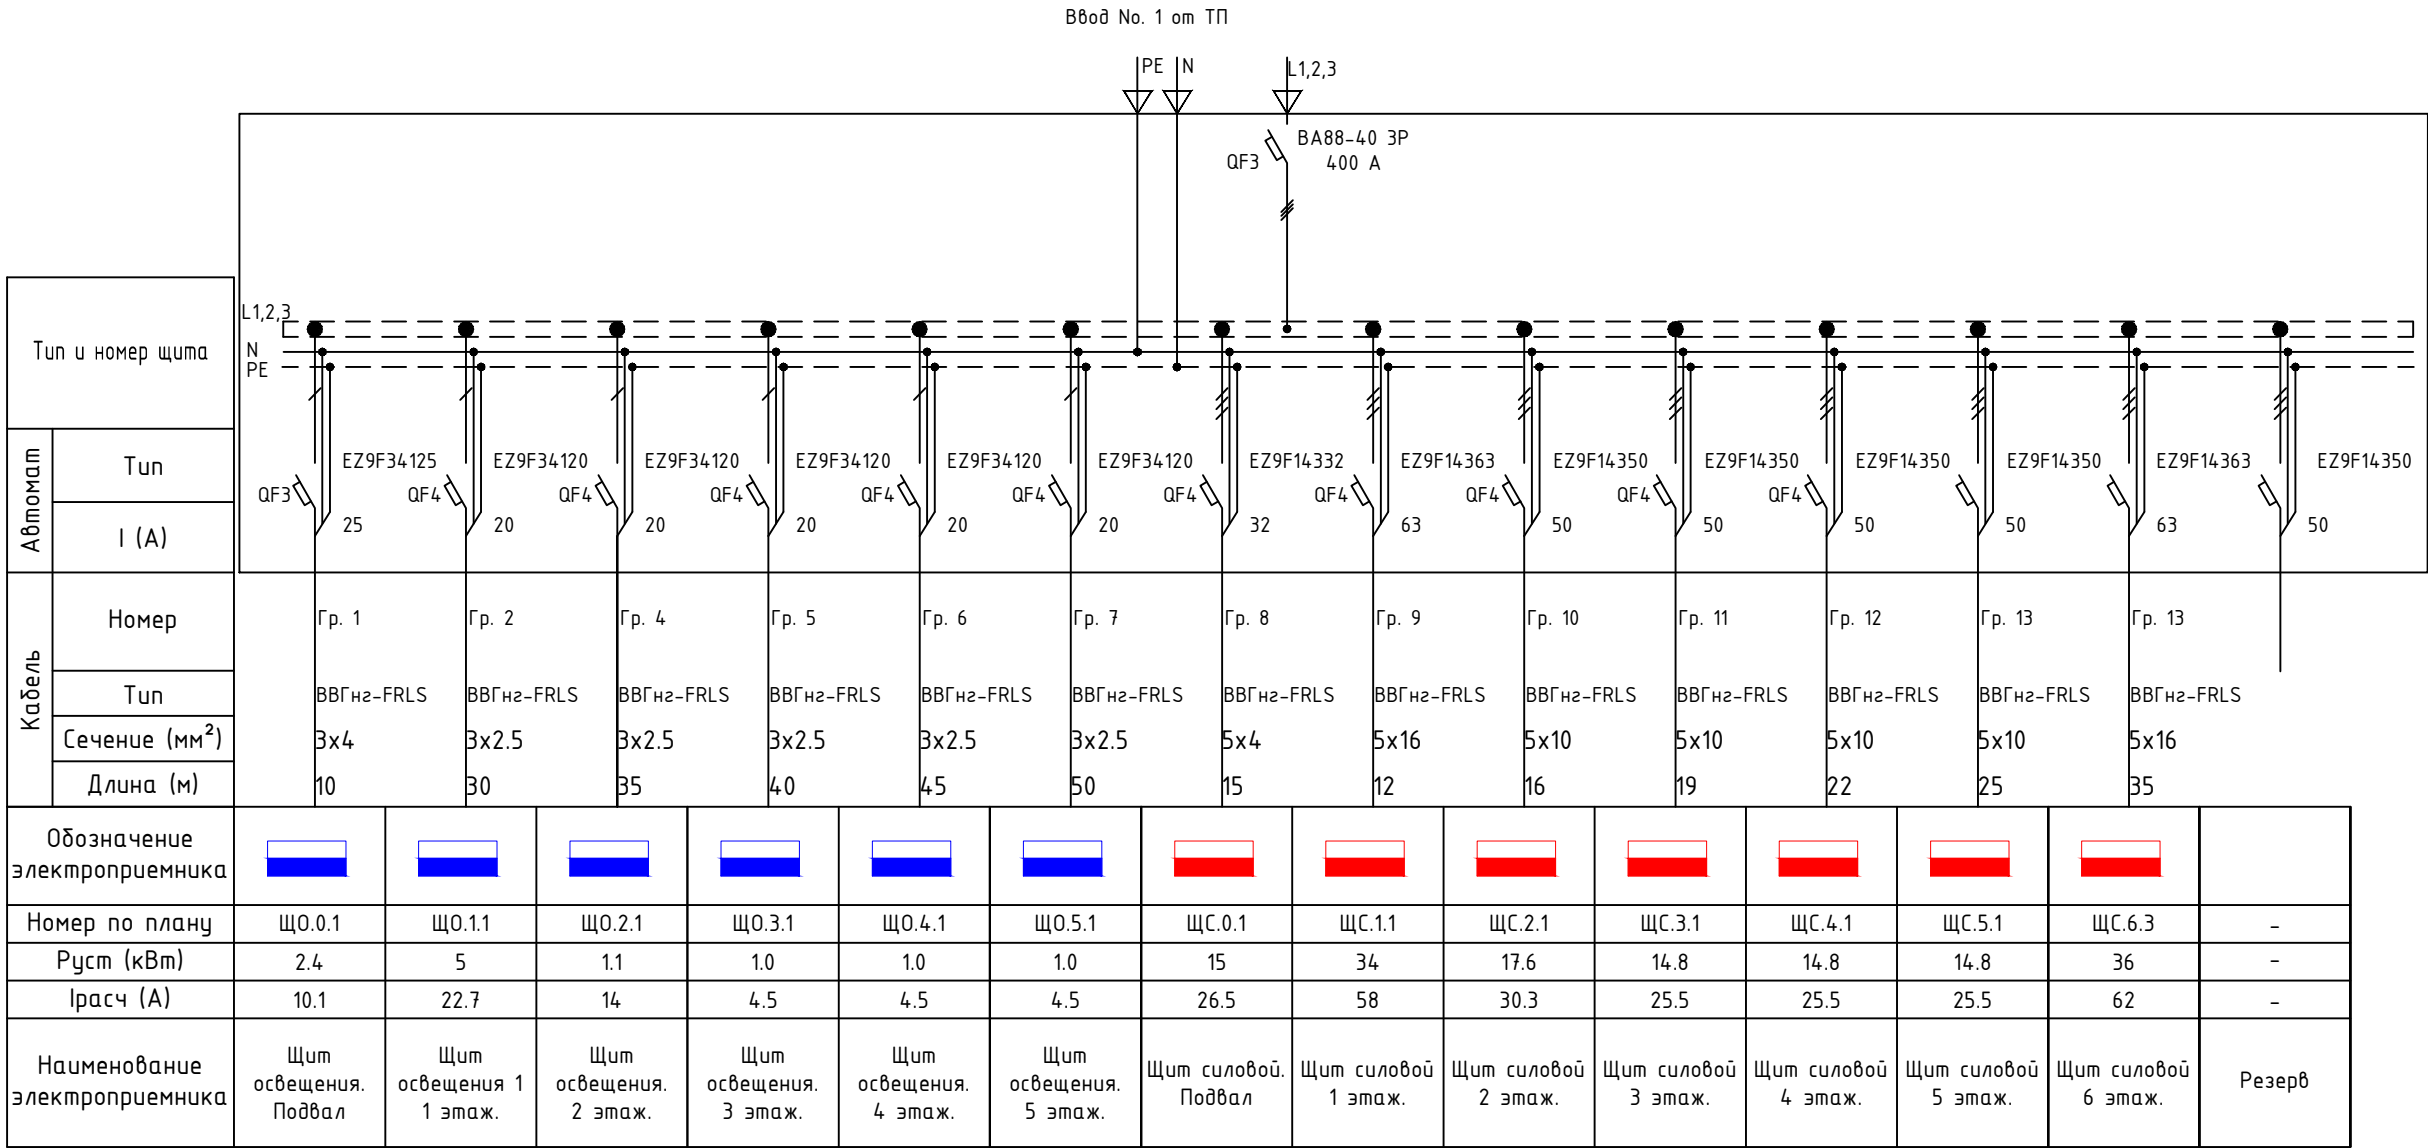 Ввод No. 1 от ТП
PE N L1,2,3
QF3 ВА88-40 3P
400 А
Тип и номер щита
L1,2,3
N
PE
Автомат
Тип
EZ9F34125 EZ9F34120 EZ9F34120 EZ9F34120 EZ9F34120 EZ9F34120 EZ9F14332 EZ9F14363 EZ9F14350 EZ9F14350 EZ9F14350 EZ9F14350 EZ9F14363 EZ9F14350
QF3 QF4 QF4 QF4 QF4 QF4 QF4 QF4 QF4 QF4 QF4
I (А) 25 20 20 20 20 20 32 63 50 50 50 50 63 50
Кабель
Номер Гр. 1 Гр. 2 Гр. 4 Гр. 5 Гр. 6 Гр. 7 Гр. 8 Гр. 9 Гр. 10 Гр. 11 Гр. 12 Гр. 13 Гр. 13
Тип ВВГнг-FRLS ВВГнг-FRLS ВВГнг-FRLS ВВГнг-FRLS ВВГнг-FRLS ВВГнг-FRLS ВВГнг-FRLS ВВГнг-FRLS ВВГнг-FRLS ВВГнг-FRLS ВВГнг-FRLS ВВГнг-FRLS ВВГнг-FRLS
Сечение (мм²) 3х4 3х2.5 3х2.5 3х2.5 3х2.5 3х2.5 5х4 5х16 5х10 5х10 5х10 5х10 5х16
Длина (м) 10 30 35 40 45 50 15 12 16 19 22 25 35
Обозначение
электроприемника
Номер по плану ЩО.0.1 ЩО.1.1 ЩО.2.1 ЩО.3.1 ЩО.4.1 ЩО.5.1 ЩС.0.1 ЩС.1.1 ЩС.2.1 ЩС.3.1 ЩС.4.1 ЩС.5.1 ЩС.6.3 -
Руст (кВт) 2.4 5 1.1 1.0 1.0 1.0 15 34 17.6 14.8 14.8 14.8 36 -
Iрасч (А) 10.1 22.7 14 4.5 4.5 4.5 26.5 58 30.3 25.5 25.5 25.5 62 -
Наименование
электроприемника
Щит
освещения.
Подвал
Щит
освещения 1
1 этаж.
Щит
освещения.
2 этаж.
Щит
освещения.
3 этаж.
Щит
освещения.
4 этаж.
Щит
освещения.
5 этаж.
Щит силовой.
Подвал
Щит силовой
1 этаж.
Щит силовой
2 этаж.
Щит силовой
3 этаж.
Щит силовой
4 этаж.
Щит силовой
5 этаж.
Щит силовой
6 этаж.
Резерв